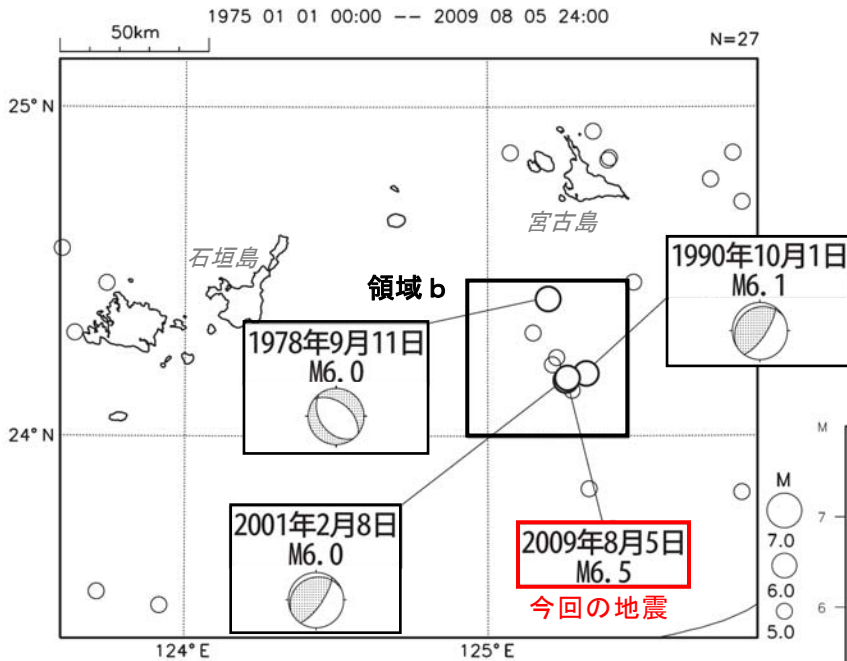 1975 01 01 00:00 -- 2009 08 05 24:00
50km
N=27
25°N
宮古島
石垣島
1990年10月1日
M6.1
領域b
1978年9月11日
M6.0
24°N
M
M
7
7.0
2001年2月8日
M6.0
2009年8月5日
M6.5
6.0
今回の地震
6
5.0
124°E
125°E